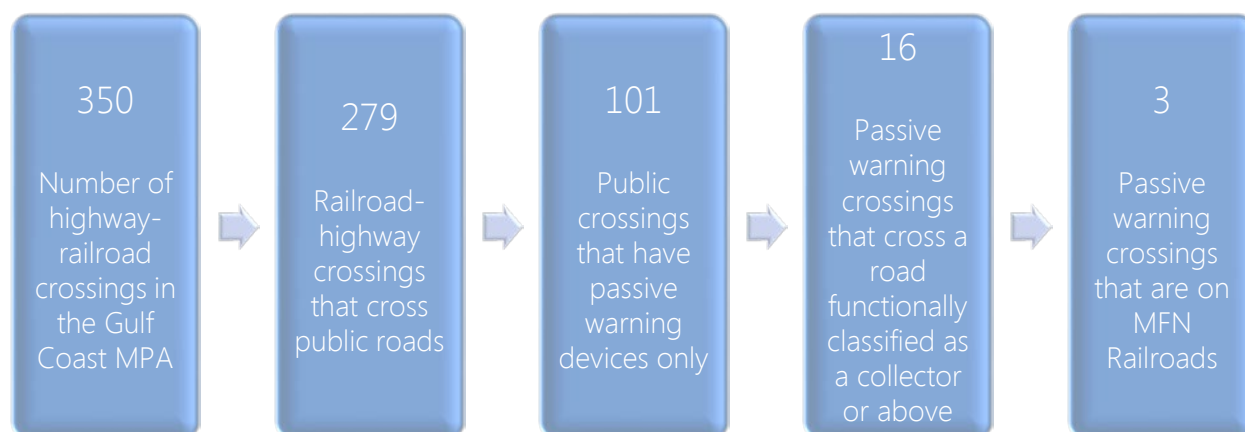 350
Number of
highway-
railroad
crossings in
the Gulf
Coast MPA
279
Railroad-
highway
crossings
that cross
public roads
101
Public
crossings
that have
passive
warning
devices only
16
Passive
warning
crossings
that cross a
road
functionally
classified as
a collector
or above
3
Passive
warning
crossings
that are on
MFN
Railroads